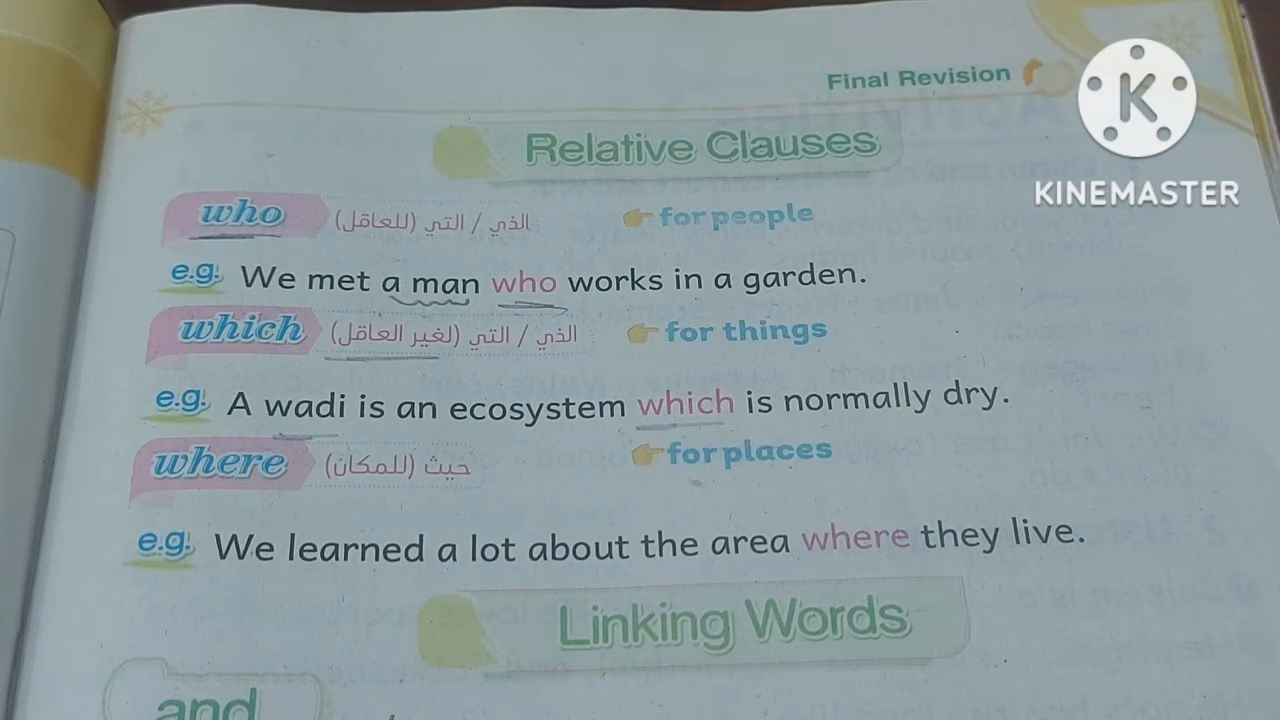 Final Revision
K
KINEMASTER
Relative Clauses
who الذي / التي (للعاقل) for people
e.g. We met a man who works in a garden.
which الذي / التي (لغير العاقل) for things
e.g. A wadi is an ecosystem which is normally dry.
where حيث (للمكان) for places
e.g. We learned a lot about the area where they live.
Linking Words
and